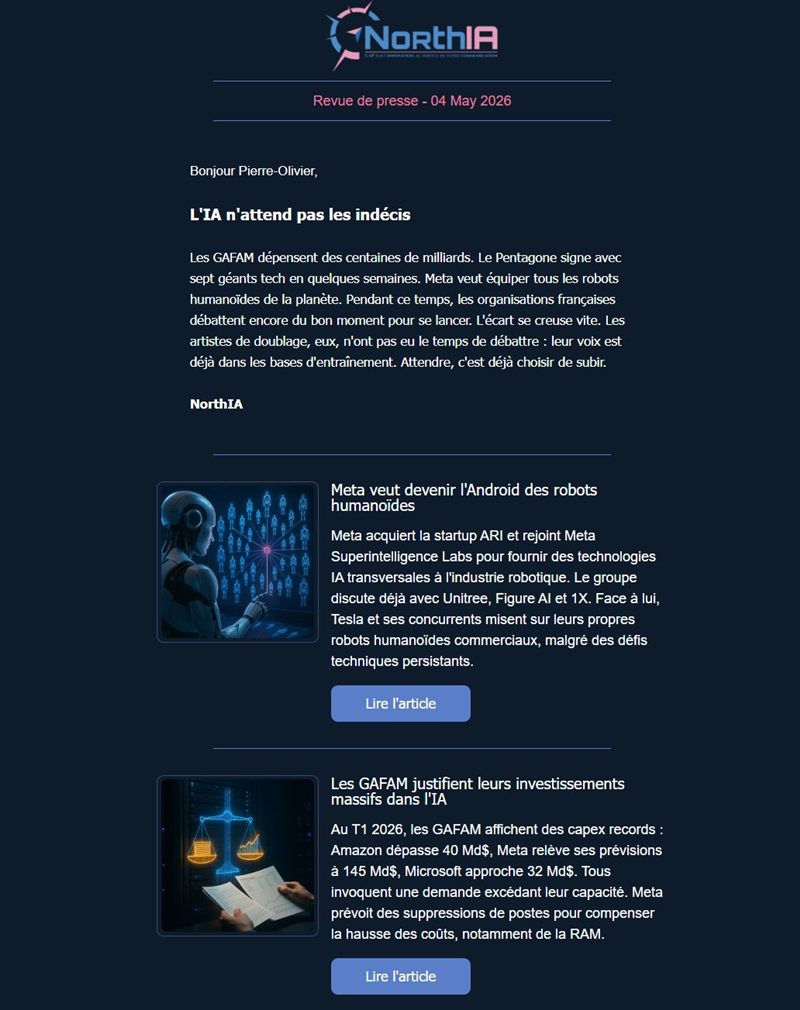 NorthIA
Revue de presse - 04 May 2026
Bonjour Pierre-Olivier,
L'IA n'attend pas les indécis
Les GAFAM dépensent des centaines de milliards. Le Pentagone signe avec
sept géants tech en quelques semaines. Meta veut équiper tous les robots
humanoïdes de la planète. Pendant ce temps, les organisations françaises
débattent encore du bon moment pour se lancer. L'écart se creuse vite. Les
artistes de doublage, eux, n'ont pas eu le temps de débattre : leur voix est
déjà dans les bases d'entraînement. Attendre, c'est déjà choisir de subir.
NorthIA
Meta veut devenir l'Android des robots
humanoïdes
Meta acquiert la startup ARI et rejoint Meta
Superintelligence Labs pour fournir des technologies
IA transversales à l'industrie robotique. Le groupe
discute déjà avec Unitree, Figure AI et 1X. Face à lui,
Tesla et ses concurrents misent sur leurs propres
robots humanoïdes commerciaux, malgré des défis
techniques persistants.
Lire l'article
Les GAFAM justifient leurs investissements
massifs dans l'IA
Au T1 2026, les GAFAM affichent des capex records :
Amazon dépasse 40 Md$, Meta relève ses prévisions
à 145 Md$, Microsoft approche 32 Md$. Tous
invoquent une demande excédant leur capacité. Meta
prévoit des suppressions de postes pour compenser
la hausse des coûts, notamment de la RAM.
Lire l'article